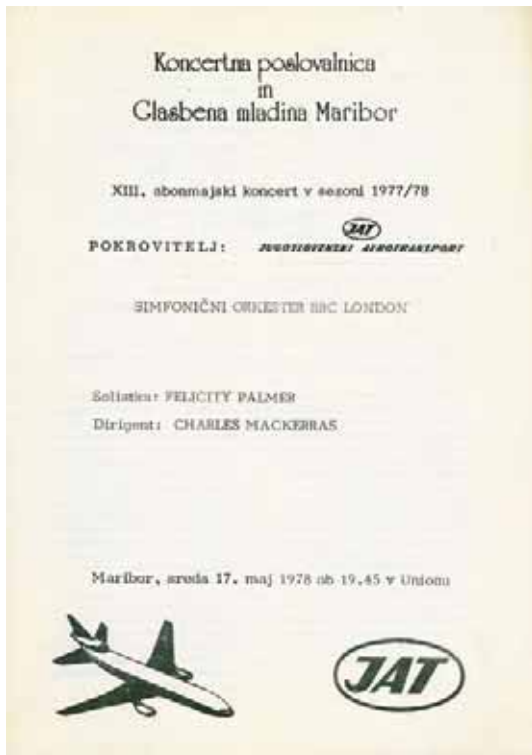 Koncertna poslovalnica
in
Glasbena mladina Maribor
XIII. abonmajski koncert v sezoni 1977/78
JAT
POKROVITELJ: JUGOSLOVENSKI AEROTRANSPORT
SIMFONIČNI ORKESTER BBC LONDON
Solistka: FELICITY PALMER
Dirigent: CHARLES MACKERRAS
Maribor, sreda 17. maj 1978 ob 19.45 v Unionu
JAT